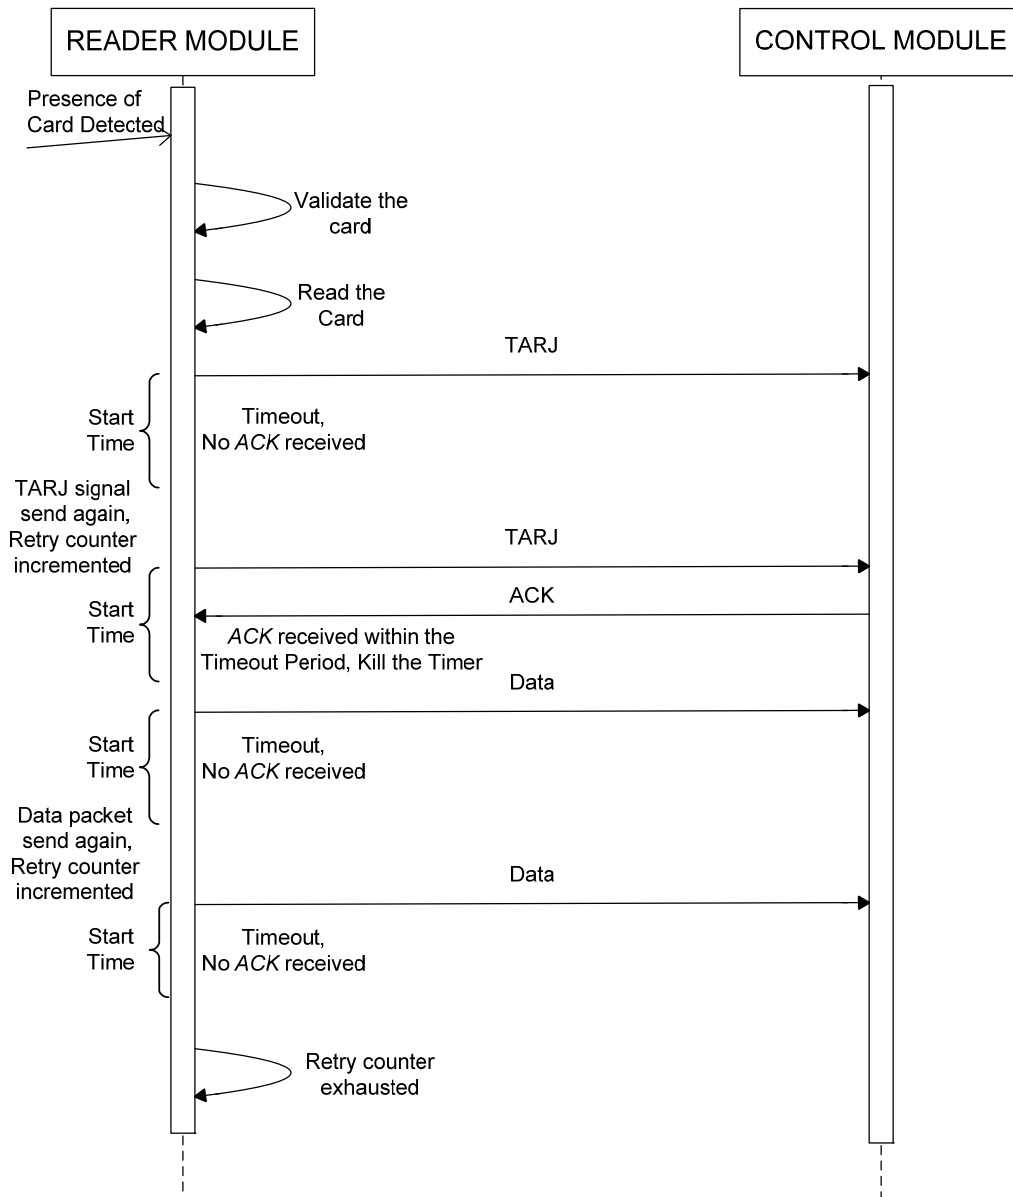 READER MODULE
CONTROL MODULE
Presence of
Card Detected
Validate the
card
Read the
Card
TARJ
Start
Time
Timeout,
No ACK received
TARJ signal
send again,
Retry counter
incremented
TARJ
ACK
Start
Time
ACK received within the
Timeout Period, Kill the Timer
Data
Start
Time
Timeout,
No ACK received
Data packet
send again,
Retry counter
incremented
Data
Start
Time
Timeout,
No ACK received
Retry counter
exhausted